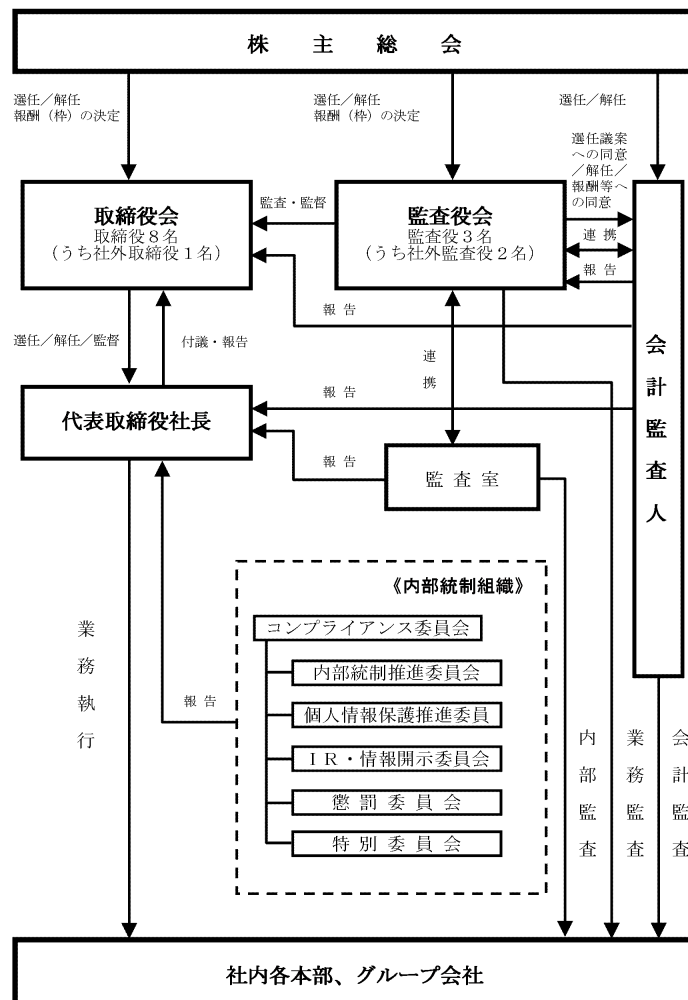 株主総会
選任／解任
報酬（枠）の決定
選任／解任
報酬（枠）の決定
選任／解任
選任議案
への同意
／解任／
報酬等へ
の同意
取締役会
取締役８名
（うち社外取締役１名）
監査・監督
監査役会
監査役３名
（うち社外監査役２名）
連 携
報 告
報 告
選任／解任／監督
付議・報告
連携
会計監査人
代表取締役社長
報 告
報 告
監 査 室
《内部統制組織》
コンプライアンス委員会
内部統制推進委員会
個人情報保護推進委員
ＩＲ・情報開示委員会
懲 罰 委 員 会
特 別 委 員 会
業務執行
報 告
内部監査
業務監査
会計監査
社内各本部、グループ会社